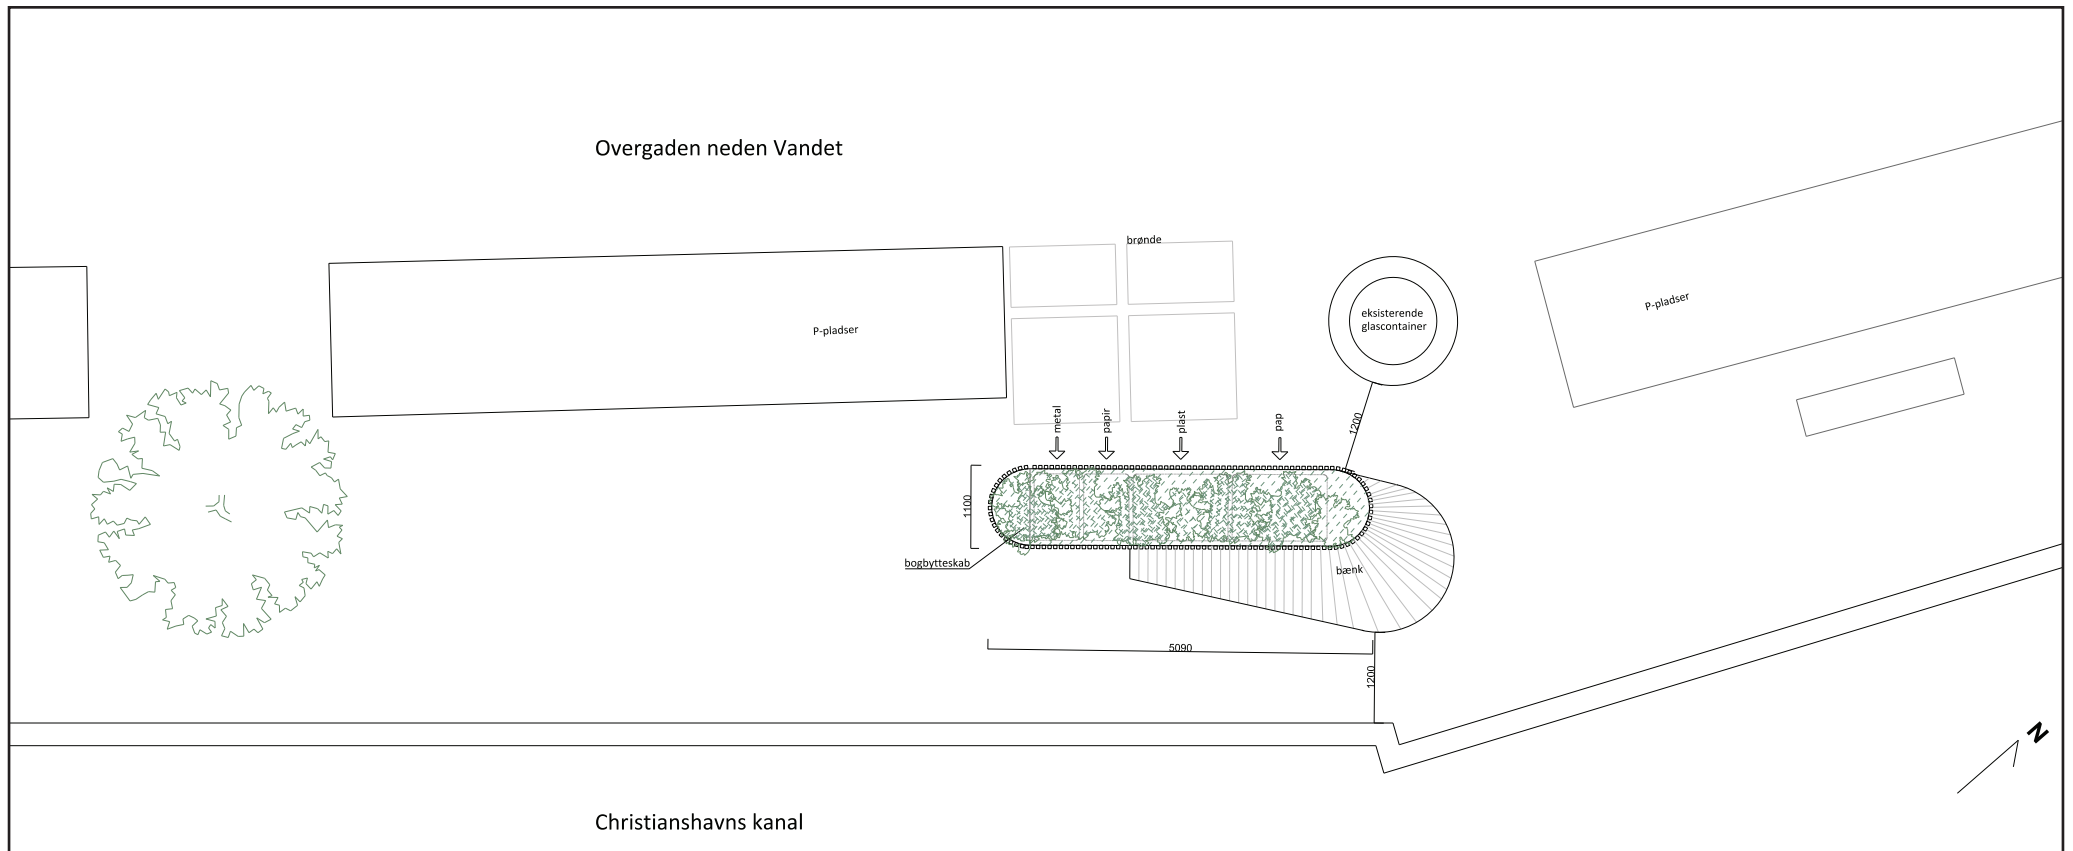 Overgaden neden Vandet
brønde
P-pladser
eksisterende
glascontainer
P-pladser
metal
papir
plast
pap
1200
1100
bogbytteskab
bænk
5090
1200
N
Christianshavns kanal